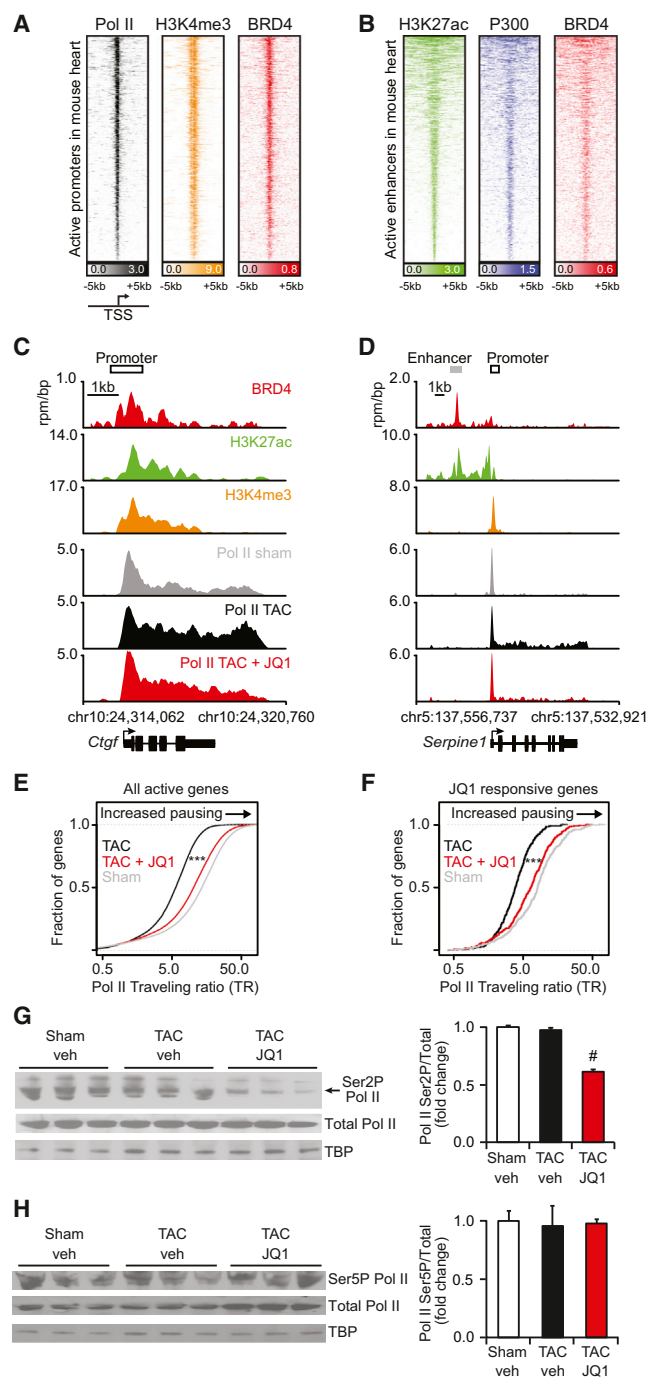 A
Pol II H3K4me3 BRD4
Active promoters in mouse heart
0.0 3.0 0.0 9.0 0.0 0.8
-5kb +5kb -5kb +5kb -5kb +5kb
TSS
B
H3K27ac P300 BRD4
Active enhancers in mouse heart
0.0 3.0 0.0 1.5 0.0 0.6
-5kb +5kb -5kb +5kb -5kb +5kb
C
Promoter
1.0
1kb
BRD4
rpm/bp
14.0
H3K27ac
17.0
H3K4me3
5.0
Pol II sham
5.0
Pol II TAC
5.0
Pol II TAC + JQ1
chr10:24,314,062 chr10:24,320,760
Ctgf
D
Enhancer Promoter
2.0
1kb
rpm/bp
10.0
8.0
6.0
6.0
6.0
chr5:137,556,737 chr5:137,532,921
Serpine1
E
All active genes
Increased pausing
1.0
TAC
TAC + JQ1
***
Sham
0.5
Fraction of genes
0.5 5.0 50.0
Pol II Traveling ratio (TR)
F
JQ1 responsive genes
Increased pausing
1.0
TAC
TAC + JQ1
***
Sham
0.5
Fraction of genes
0.5 5.0 50.0
Pol II Traveling ratio (TR)
G
Sham TAC TAC
veh veh JQ1
Ser2P
Pol II
Total Pol II
TBP
Pol II Ser2P/Total
(fold change)
1.0
#
0.5
0.0
Sham TAC TAC
veh veh JQ1
H
Sham TAC TAC
veh veh JQ1
Ser5P Pol II
Total Pol II
TBP
Pol II Ser5P/Total
(fold change)
1.0
0.5
0.0
Sham TAC TAC
veh veh JQ1